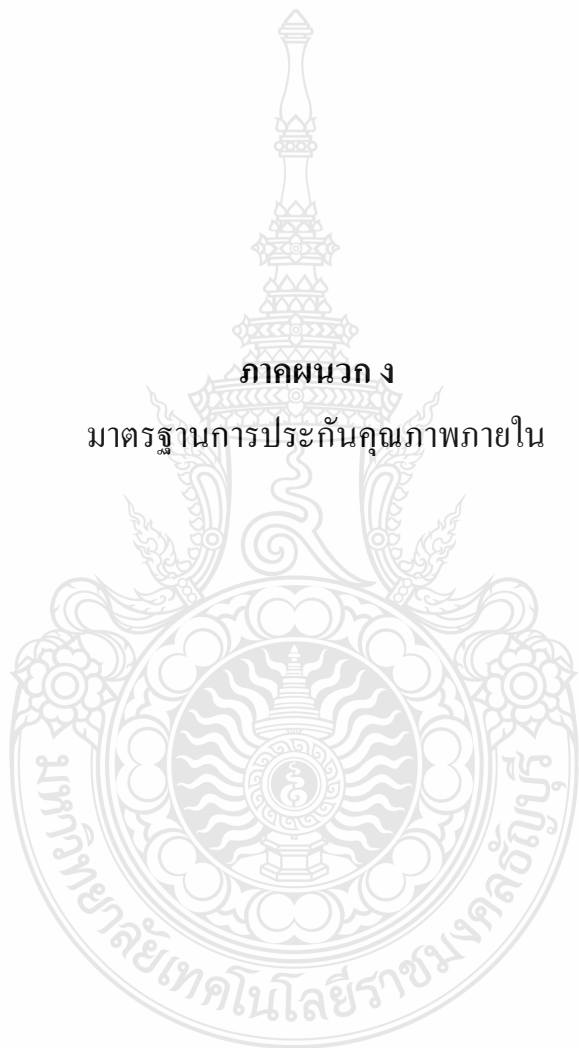 ภาคผนวก ง
มาตรฐานการประกันคุณภาพภายใน
มหาวิทยาลัยเทคโนโลยีราชมงคลธัญบุรี